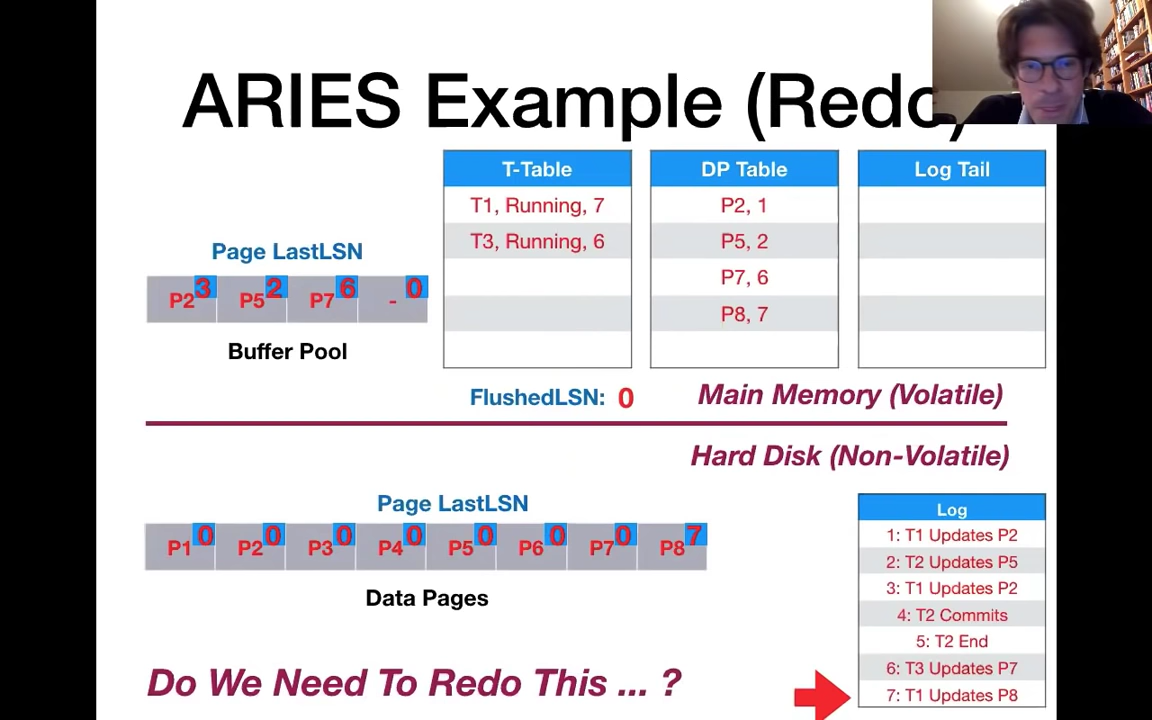 ARIES Example (Redo)
T-Table
T1, Running, 7
T3, Running, 6
DP Table
P2, 1
P5, 2
P7, 6
P8, 7
Log Tail
Page LastLSN
P2 3 P5 2 P7 6 - 0
Buffer Pool
FlushedLSN: 0
Main Memory (Volatile)
Hard Disk (Non-Volatile)
Page LastLSN
P1 0 P2 0 P3 0 P4 0 P5 0 P6 0 P7 0 P8 7
Data Pages
Log
1: T1 Updates P2
2: T2 Updates P5
3: T1 Updates P2
4: T2 Commits
5: T2 End
6: T3 Updates P7
7: T1 Updates P8
Do We Need To Redo This ... ?